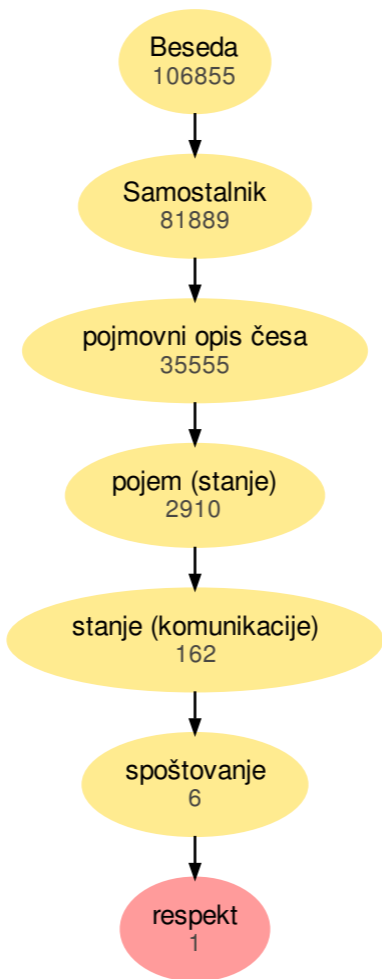 Beseda
106855
Samostalnik
81889
pojmovni opis česa
35555
pojem (stanje)
2910
stanje (komunikacije)
162
spoštovanje
6
respekt
1